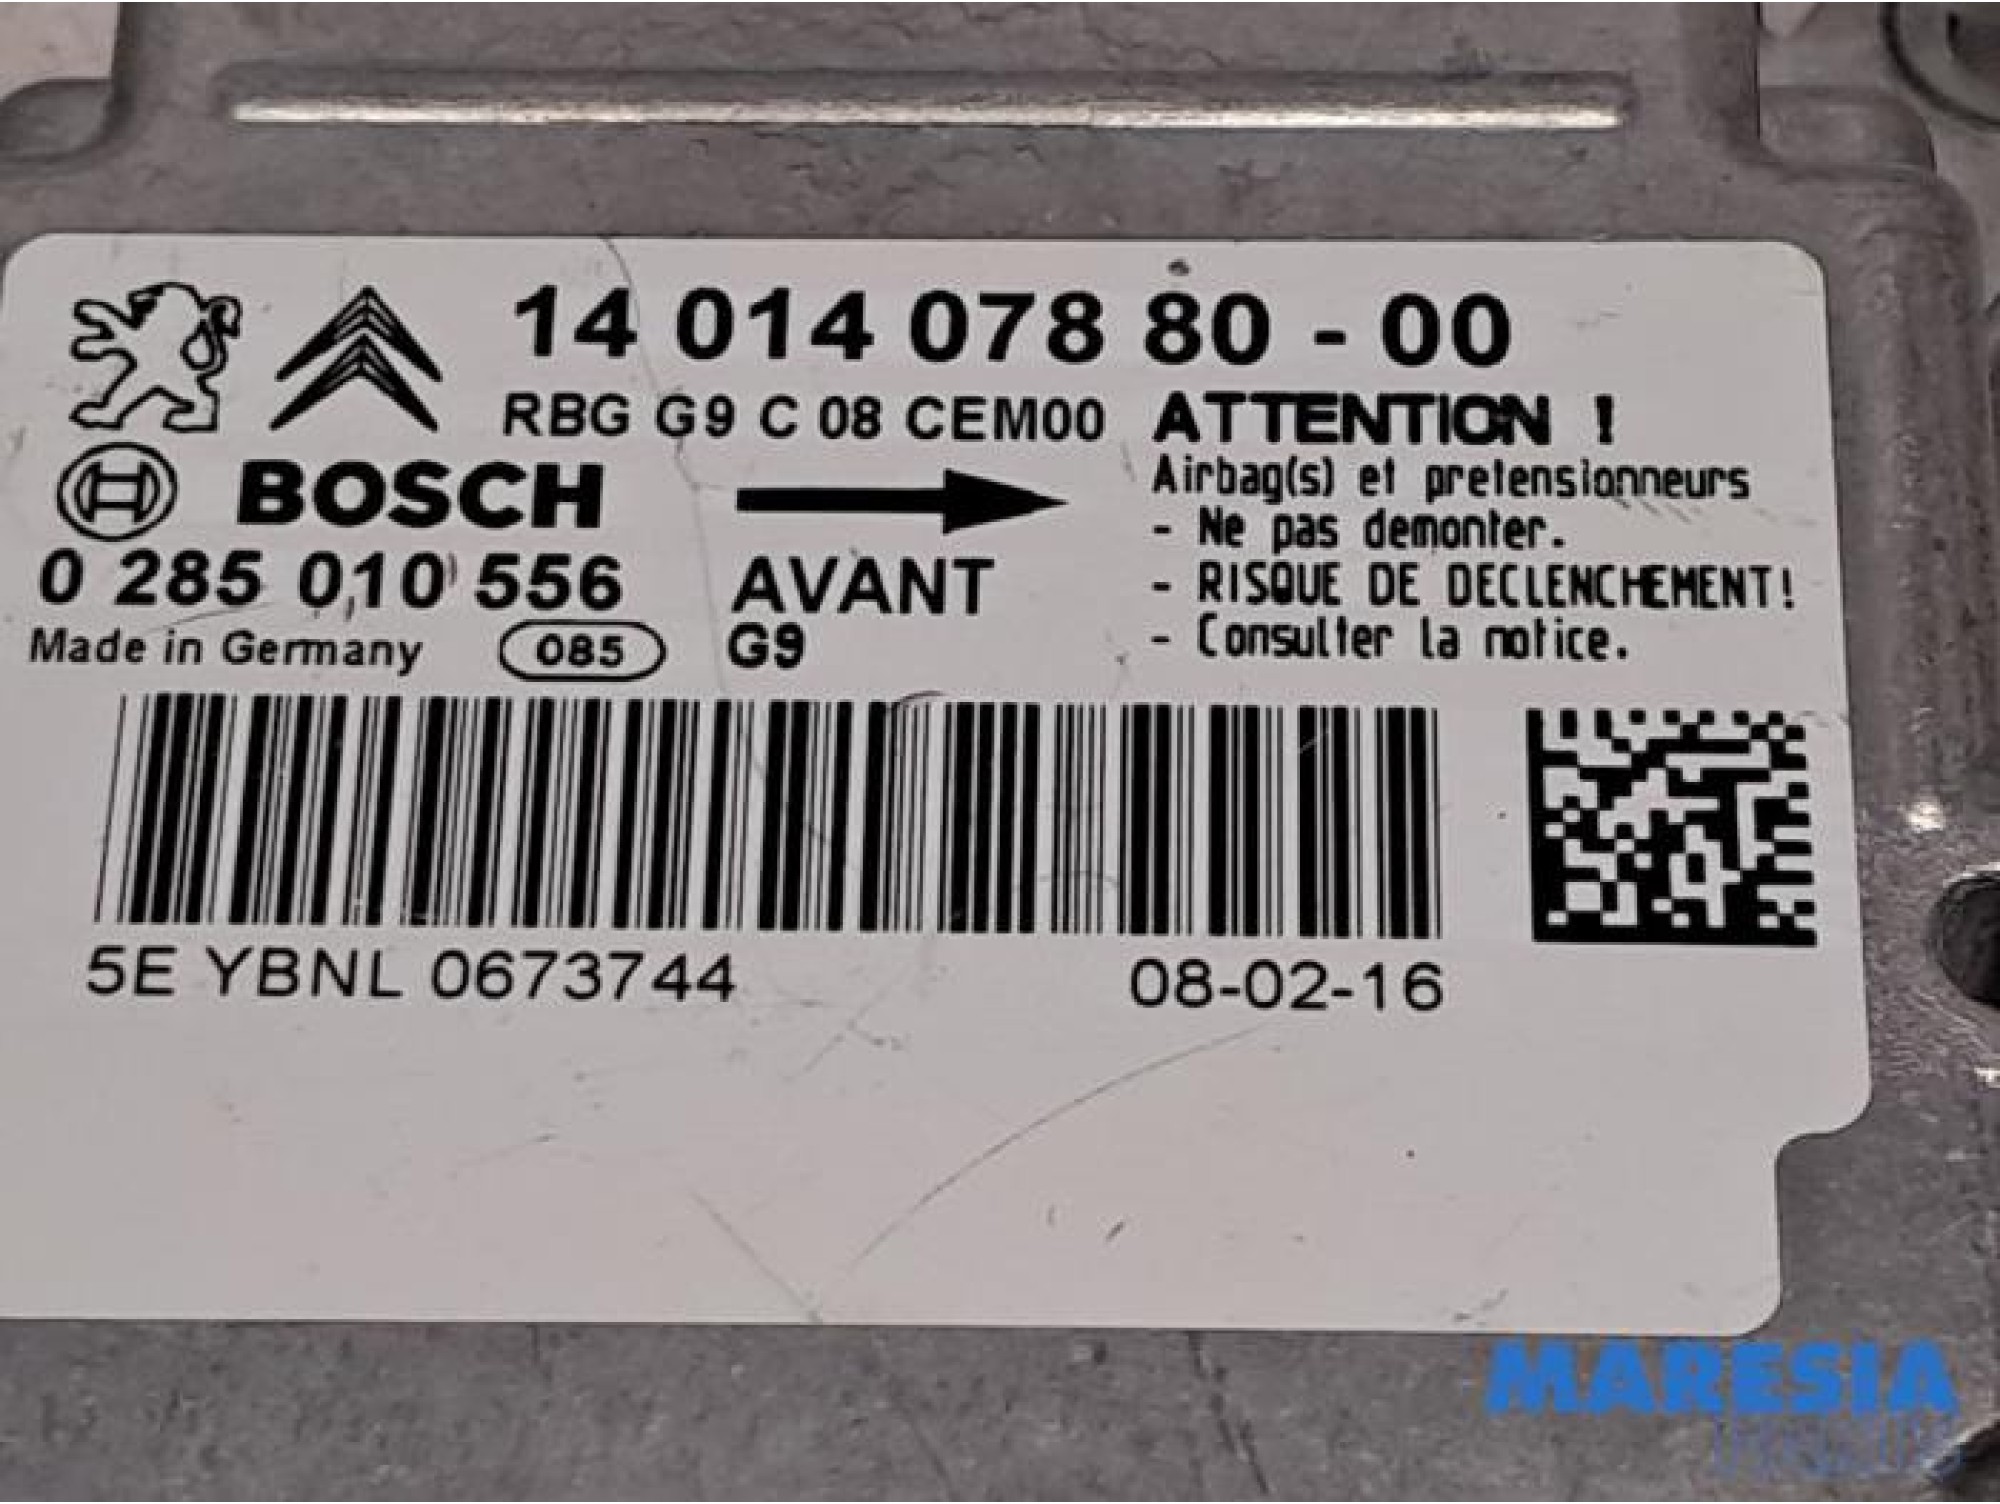 14 014 078 80 - 00
RBG G9 C 08 CEM00
ATTENTION !
BOSCH
Airbag(s) et pretensionneurs
- Ne pas demonter.
0 285 010 556
AVANT
- RISQUE DE DECLENCHEMENT!
Made in Germany
085
G9
- Consulter la notice.
5E YBNL 0673744
08-02-16
MARESIA